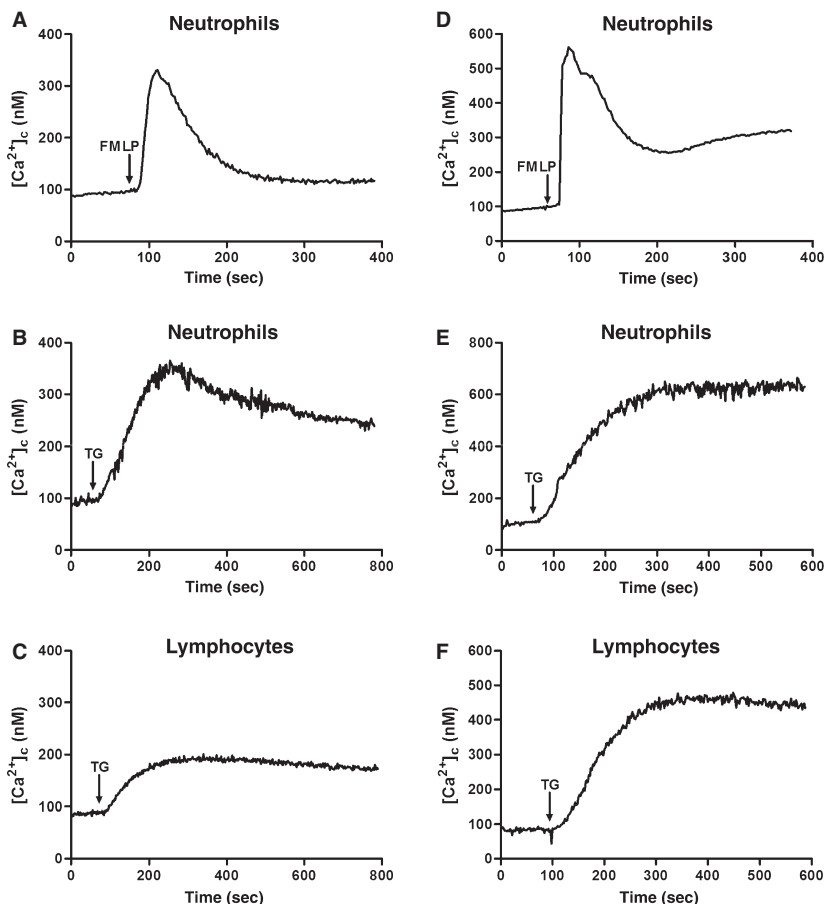 A
Neutrophils
400
300
200
100
0
[Ca2+]c (nM)
FMLP
0 100 200 300 400
Time (sec)
D
Neutrophils
600
500
400
300
200
100
0
[Ca2+]c (nM)
FMLP
0 100 200 300 400
Time (sec)
B
Neutrophils
400
300
200
100
0
[Ca2+]c (nM)
TG
0 200 400 600 800
Time (sec)
E
Neutrophils
800
600
400
200
0
[Ca2+]c (nM)
TG
0 100 200 300 400 500 600
Time (sec)
C
Lymphocytes
400
300
200
100
0
[Ca2+]c (nM)
TG
0 200 400 600 800
Time (sec)
F
Lymphocytes
600
500
400
300
200
100
0
[Ca2+]c (nM)
TG
0 100 200 300 400 500 600
Time (sec)